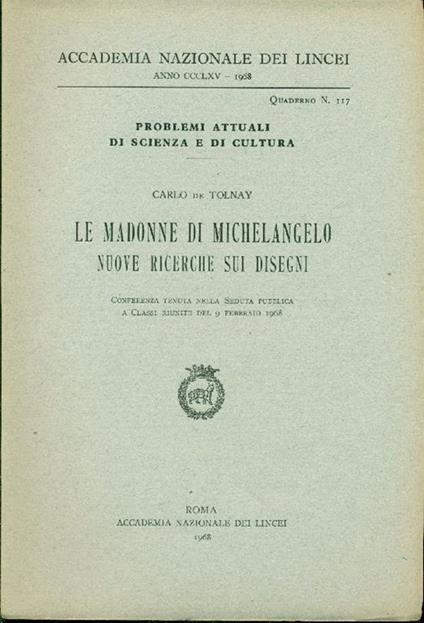 ACCADEMIA NAZIONALE DEI LINCEI
ANNO CCCLXV – 1968
QUADERNO N. 117
PROBLEMI ATTUALI
DI SCIENZA E DI CULTURA
CARLO DE TOLNAY
LE MADONNE DI MICHELANGELO
NUOVE RICERCHE SUI DISEGNI
CONFERENZA TENUTA NELLA SEDUTA PUBBLICA
A CLASSI RIUNITE DEL 9 FEBBRAIO 1968
ROMA
ACCADEMIA NAZIONALE DEI LINCEI
1968